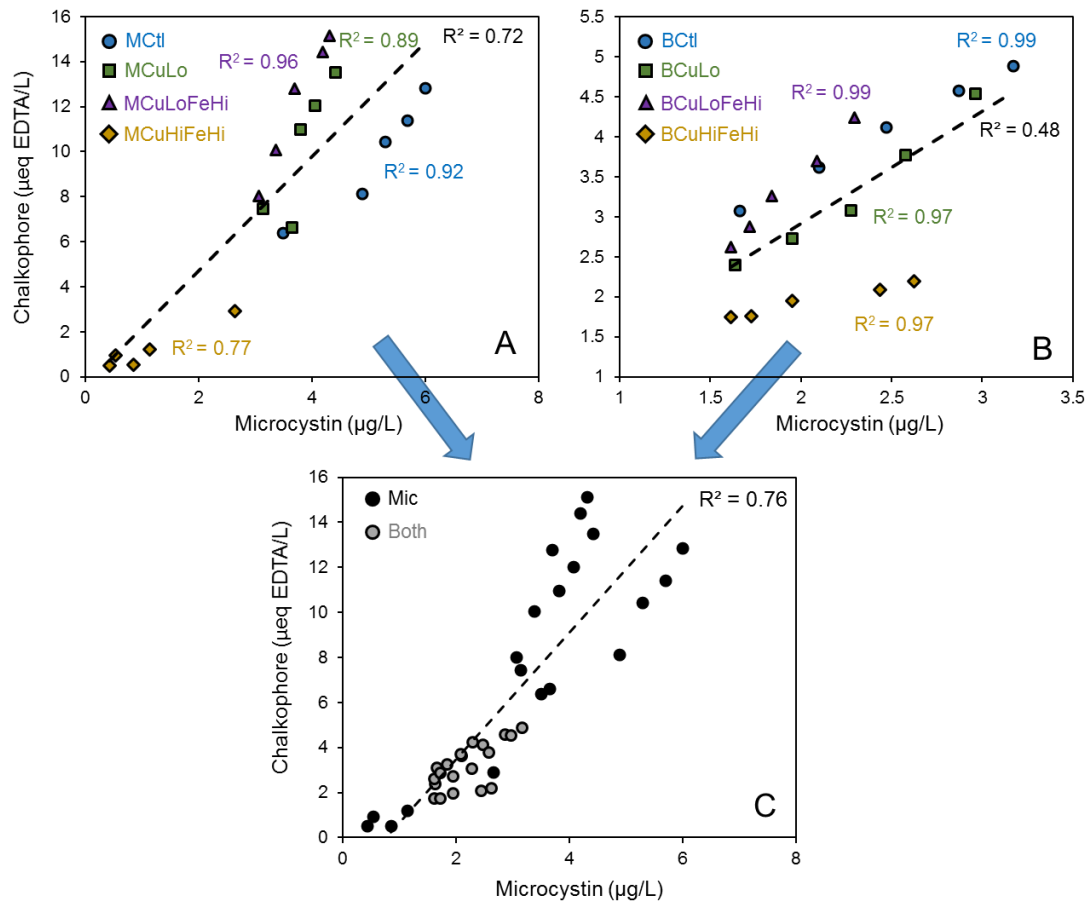 16
14
12
10
8
6
4
2
0
Chalkophore (µeq EDTA/L)
MCtl
MCuLo
MCuLoFeHi
MCuHiFeHi
R² = 0.89
R² = 0.72
R² = 0.96
R² = 0.92
R² = 0.77
A
0 2 4 6 8
Microcystin (µg/L)
5.5
5
4.5
4
3.5
3
2.5
2
1.5
1
BCtl
BCuLo
BCuLoFeHi
BCuHiFeHi
R² = 0.99
R² = 0.99
R² = 0.48
R² = 0.97
R² = 0.97
B
1 1.5 2 2.5 3 3.5
Microcystin (µg/L)
16
14
12
10
8
6
4
2
0
Chalkophore (µeq EDTA/L)
Mic
Both
R² = 0.76
C
0 2 4 6 8
Microcystin (µg/L)